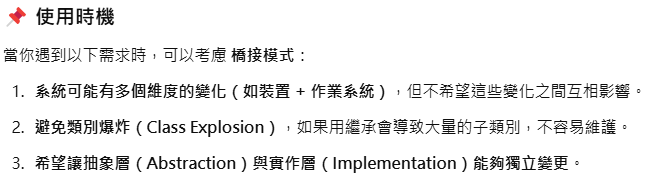 📌 使用時機
當你遇到以下需求時，可以考慮 橋接模式：
1. 系統可能有多個維度的變化（如裝置 + 作業系統），但不希望這些變化之間互相影響。
2. 避免類別爆炸（Class Explosion），如果用繼承會導致大量的子類別，不容易維護。
3. 希望讓抽象層（Abstraction）與實作層（Implementation）能夠獨立變更。